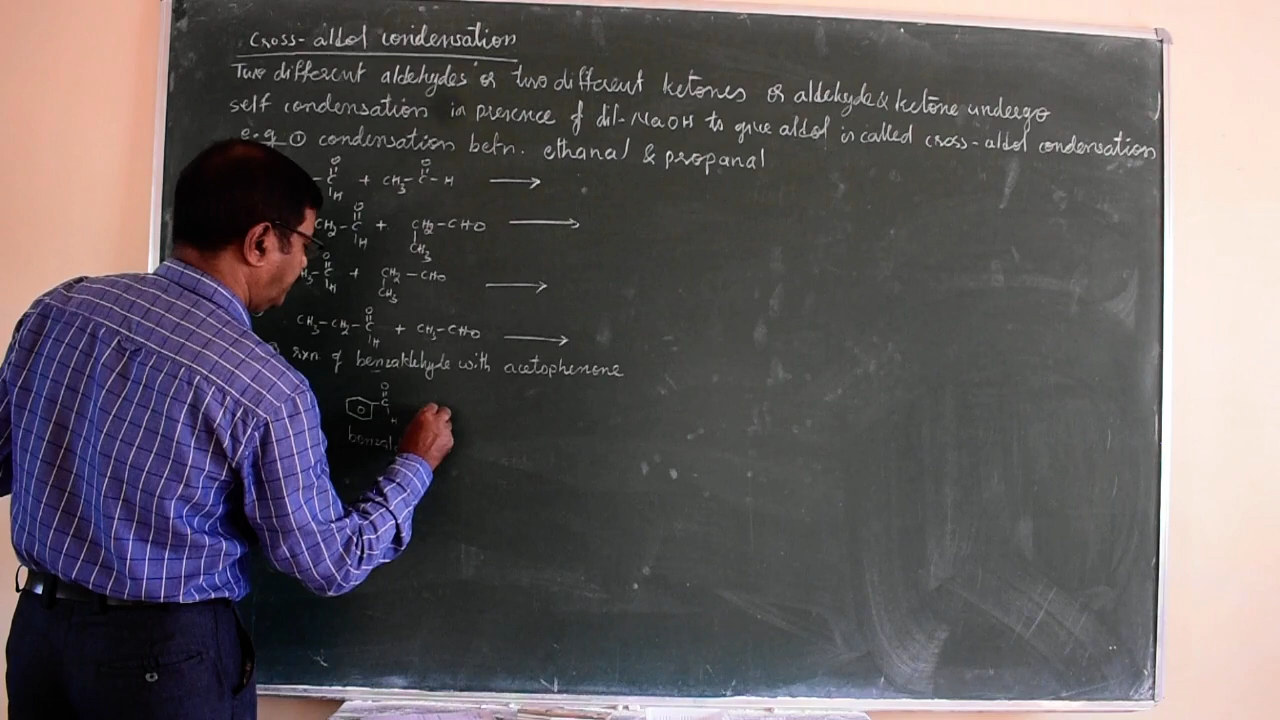 Cross-aldol condensation
Two different aldehydes or two different ketones or aldehyde & ketone undergo
self condensation in presence of dil-NaOH to give aldol is called cross-aldol condensation
e.g ① condensation betn. ethanal & propanal
-C(=O)-H + CH3-C(=O)-H →
CH2-C(=O)-H + CH2-CHO →
CH3
H3-C(=O)-H + CH2-CHO →
CH3
CH3-CH2-C(=O)-H + CH3-CHO →
rxn of benzaldehyde with acetophenone
O
C
H